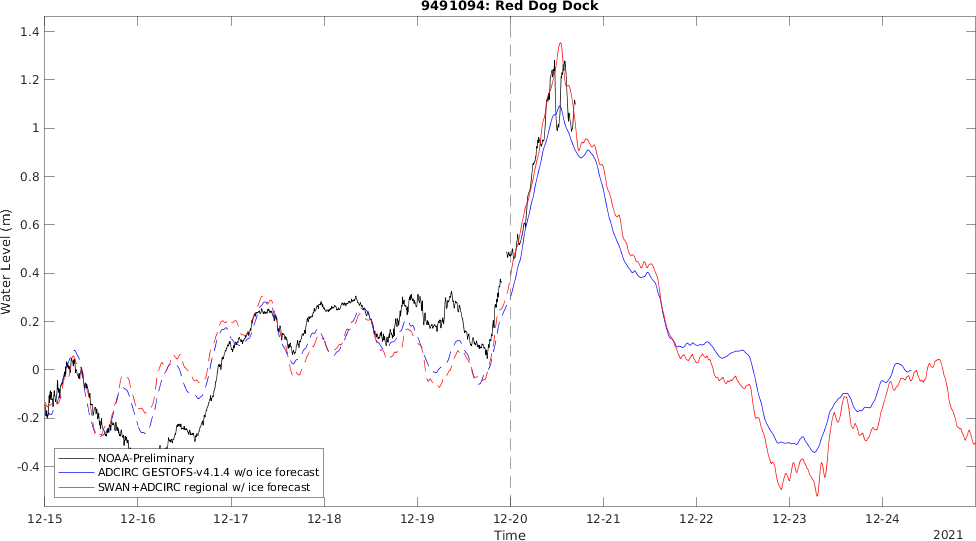 9491094: Red Dog Dock
1.4
1.2
1
0.8
0.6
0.4
0.2
0
-0.2
-0.4
Water Level (m)
NOAA-Preliminary
ADCIRC GESTOFS-v4.1.4 w/o ice forecast
SWAN+ADCIRC regional w/ ice forecast
12-15 12-16 12-17 12-18 12-19 12-20 12-21 12-22 12-23 12-24
Time
2021